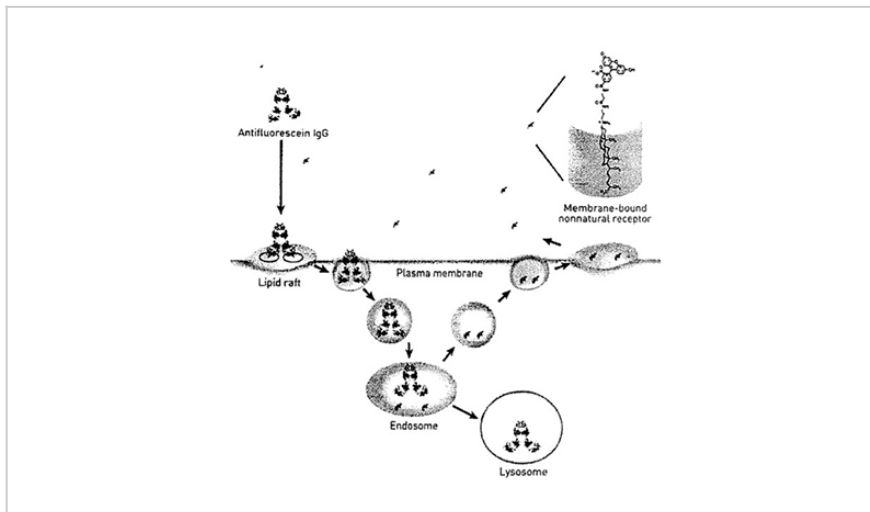 Antifluorescein IgG
Membrane-bound
nonnatural receptor
Plasma membrane
Lipid raft
Endosome
Lysosome